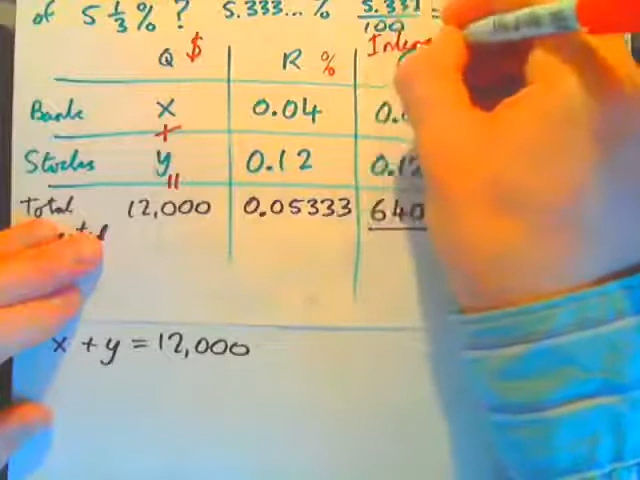 of 5 1/3 % ? 5.333... % 5.333/100 =
Q $ R %
Bank x 0.04 0.
+
Stocks y 0.12 0.12
=
Total 12,000 0.05333 640
x + y = 12,000